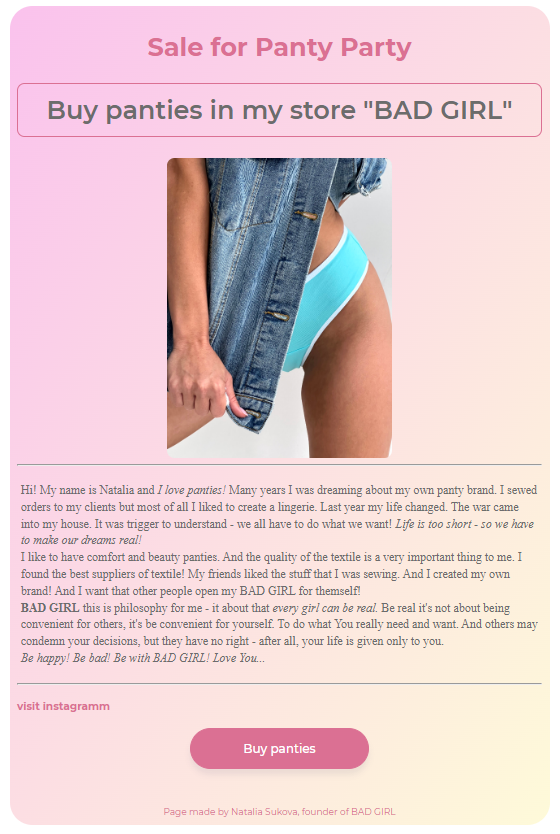 Sale for Panty Party
Buy panties in my store "BAD GIRL"
Hi! My name is Natalia and I love panties! Many years I was dreaming about my own panty brand. I sewed
orders to my clients but most of all I liked to create a lingerie. Last year my life changed. The war came
into my house. It was trigger to understand - we all have to do what we want! Life is too short - so we have
to make our dreams real!
I like to have comfort and beauty panties. And the quality of the textile is a very important thing to me. I
found the best suppliers of textile! My friends liked the stuff that I was sewing. And I created my own
brand! And I want that other people open my BAD GIRL for themself!
BAD GIRL this is philosophy for me - it about that every girl can be real. Be real it's not about being
convenient for others, it's be convenient for yourself. To do what You really need and want. And others may
condemn your decisions, but they have no right - after all, your life is given only to you.
Be happy! Be bad! Be with BAD GIRL! Love You...
visit instagramm
Buy panties
Page made by Natalia Sukova, founder of BAD GIRL